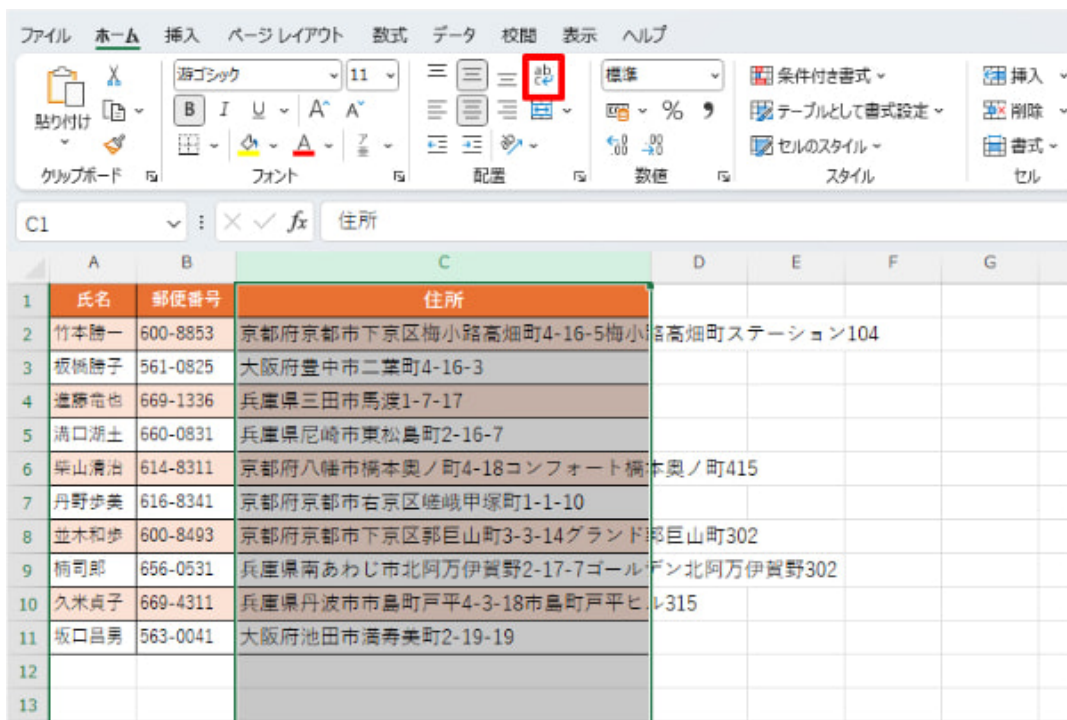 ファイル ホーム 挿入 ページ レイアウト 数式 データ 校閲 表示 ヘルプ
貼り付け
クリップボード
游ゴシック 11
B I U A A
A
フォント
ab
配置
標準
% 9
数値
条件付き書式
テーブルとして書式設定
セルのスタイル
スタイル
挿入
削除
書式
セル
C1 fx 住所
A B C D E F G
1 氏名 郵便番号 住所
2 竹本勝一 600-8853 京都府京都市下京区梅小路高畑町4-16-5梅小路高畑町ステーション104
3 板橋勝子 561-0825 大阪府豊中市二葉町4-16-3
4 進藤竜也 669-1336 兵庫県三田市馬渡1-7-17
5 溝口湖土 660-0831 兵庫県尼崎市東松島町2-16-7
6 柴山清治 614-8311 京都府八幡市橋本奥ノ町4-18コンフォート橋本奥ノ町415
7 丹野歩美 616-8341 京都府京都市右京区嵯峨甲塚町1-1-10
8 並木和歩 600-8493 京都府京都市下京区郭巨山町3-3-14グランド郭巨山町302
9 楠司郎 656-0531 兵庫県南あわじ市北阿万伊賀野2-17-7ゴールデン北阿万伊賀野302
10 久米貞子 669-4311 兵庫県丹波市市島町戸平4-3-18市島町戸平ヒル315
11 坂口昌男 563-0041 大阪府池田市満寿美町2-19-19
12
13